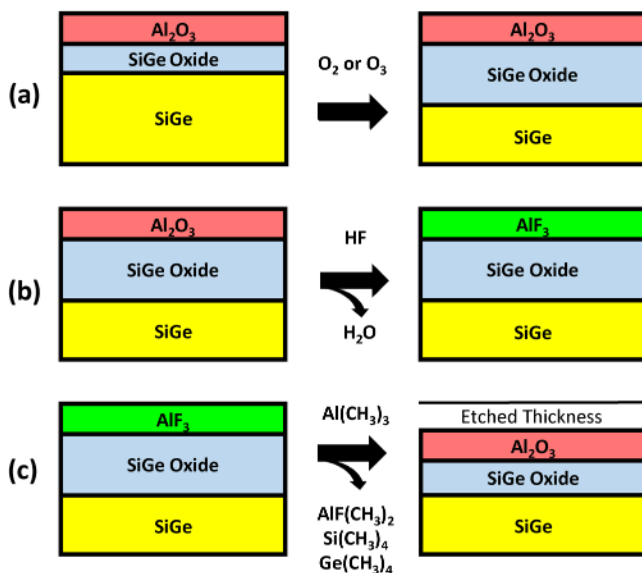 (a)
Al₂O₃
SiGe Oxide
SiGe
O₂ or O₃
Al₂O₃
SiGe Oxide
SiGe
(b)
Al₂O₃
SiGe Oxide
SiGe
HF
H₂O
AlF₃
SiGe Oxide
SiGe
(c)
AlF₃
SiGe Oxide
SiGe
Al(CH₃)₃
AlF(CH₃)₂
Si(CH₃)₄
Ge(CH₃)₄
Etched Thickness
Al₂O₃
SiGe Oxide
SiGe